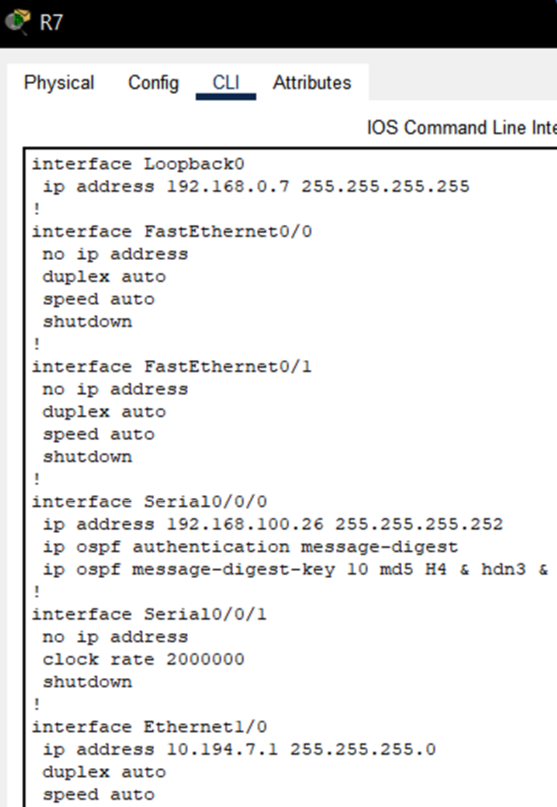 R7
Physical Config CLI Attributes
IOS Command Line Inte
interface Loopback0
ip address 192.168.0.7 255.255.255.255
!
interface FastEthernet0/0
no ip address
duplex auto
speed auto
shutdown
!
interface FastEthernet0/1
no ip address
duplex auto
speed auto
shutdown
!
interface Serial0/0/0
ip address 192.168.100.26 255.255.255.252
ip ospf authentication message-digest
ip ospf message-digest-key 10 md5 H4 & hdn3 &
!
interface Serial0/0/1
no ip address
clock rate 2000000
shutdown
!
interface Ethernet1/0
ip address 10.194.7.1 255.255.255.0
duplex auto
speed auto